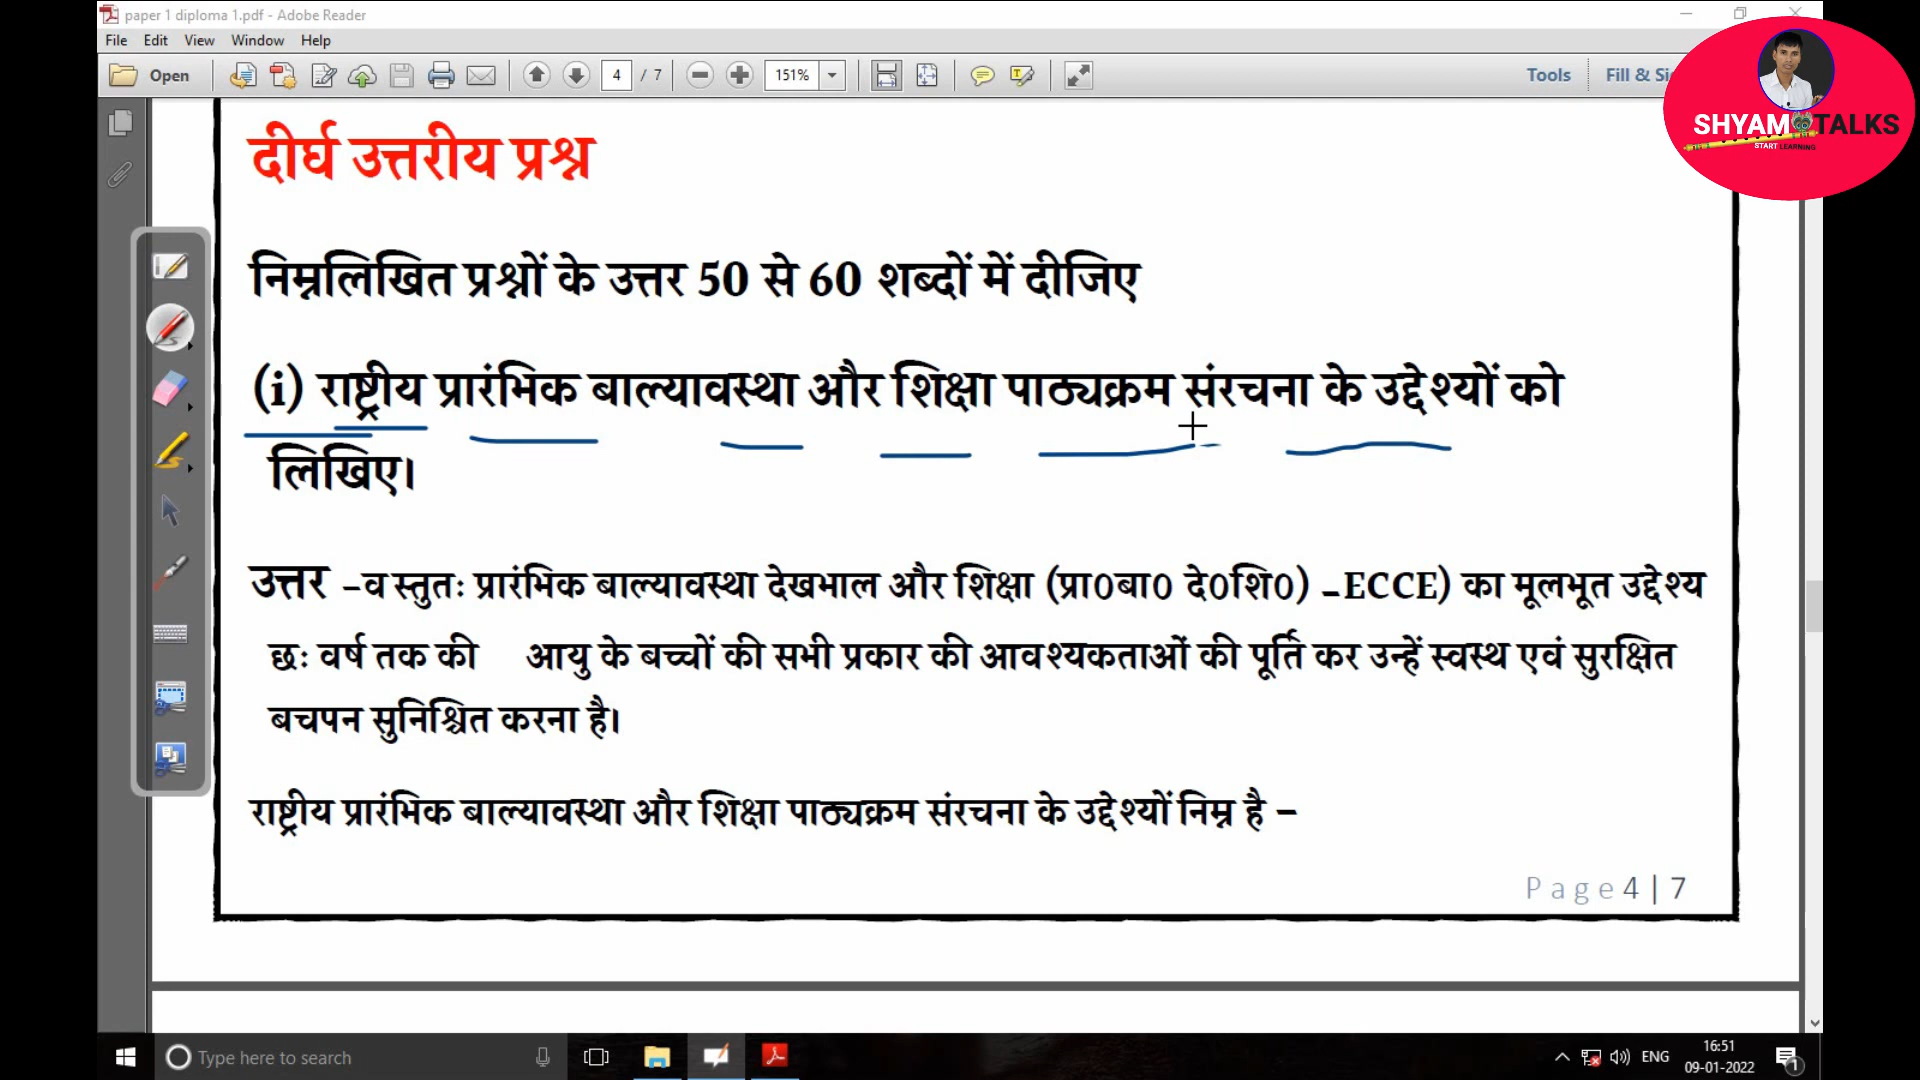 paper 1 diploma 1.pdf - Adobe Reader
File Edit View Window Help
Open 4 / 7 151% Tools Fill & Si
SHYAM TALKS
START LEARNING
दीर्घ उत्तरीय प्रश्न
निम्नलिखित प्रश्नों के उत्तर 50 से 60 शब्दों में दीजिए
(i) राष्ट्रीय प्रारंभिक बाल्यावस्था और शिक्षा पाठ्यक्रम संरचना के उद्देश्यों को
लिखिए।
उत्तर –व स्तुतः प्रारंभिक बाल्यावस्था देखभाल और शिक्षा (प्रा0बा0 दे0शि0) –ECCE) का मूलभूत उद्देश्य
छः वर्ष तक की आयु के बच्चों की सभी प्रकार की आवश्यकताओं की पूर्ति कर उन्हें स्वस्थ एवं सुरक्षित
बचपन सुनिश्चित करना है।
राष्ट्रीय प्रारंभिक बाल्यावस्था और शिक्षा पाठ्यक्रम संरचना के उद्देश्यों निम्न है –
Page 4 | 7
Type here to search
ENG
16:51
09-01-2022
1